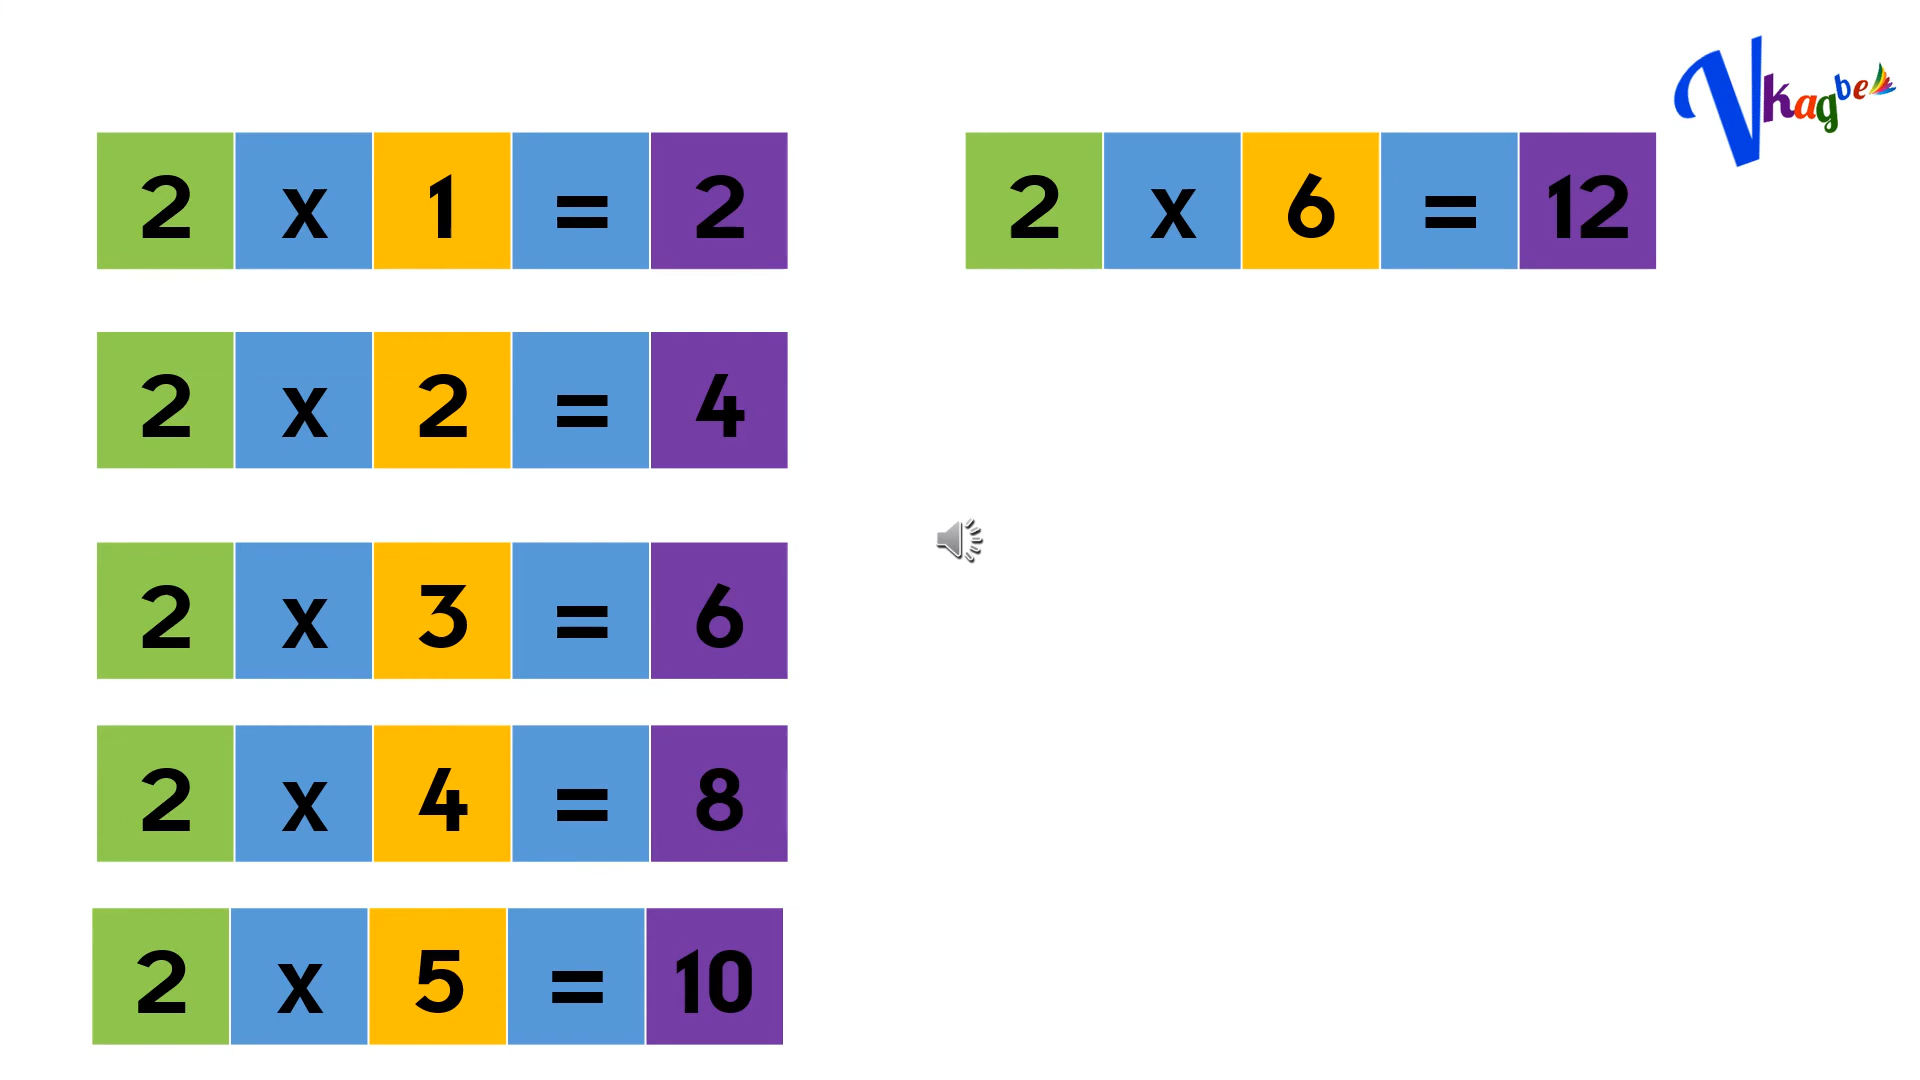 2 x 1 = 2
2 x 2 = 4
2 x 3 = 6
2 x 4 = 8
2 x 5 = 10
2 x 6 = 12
Vkagbe